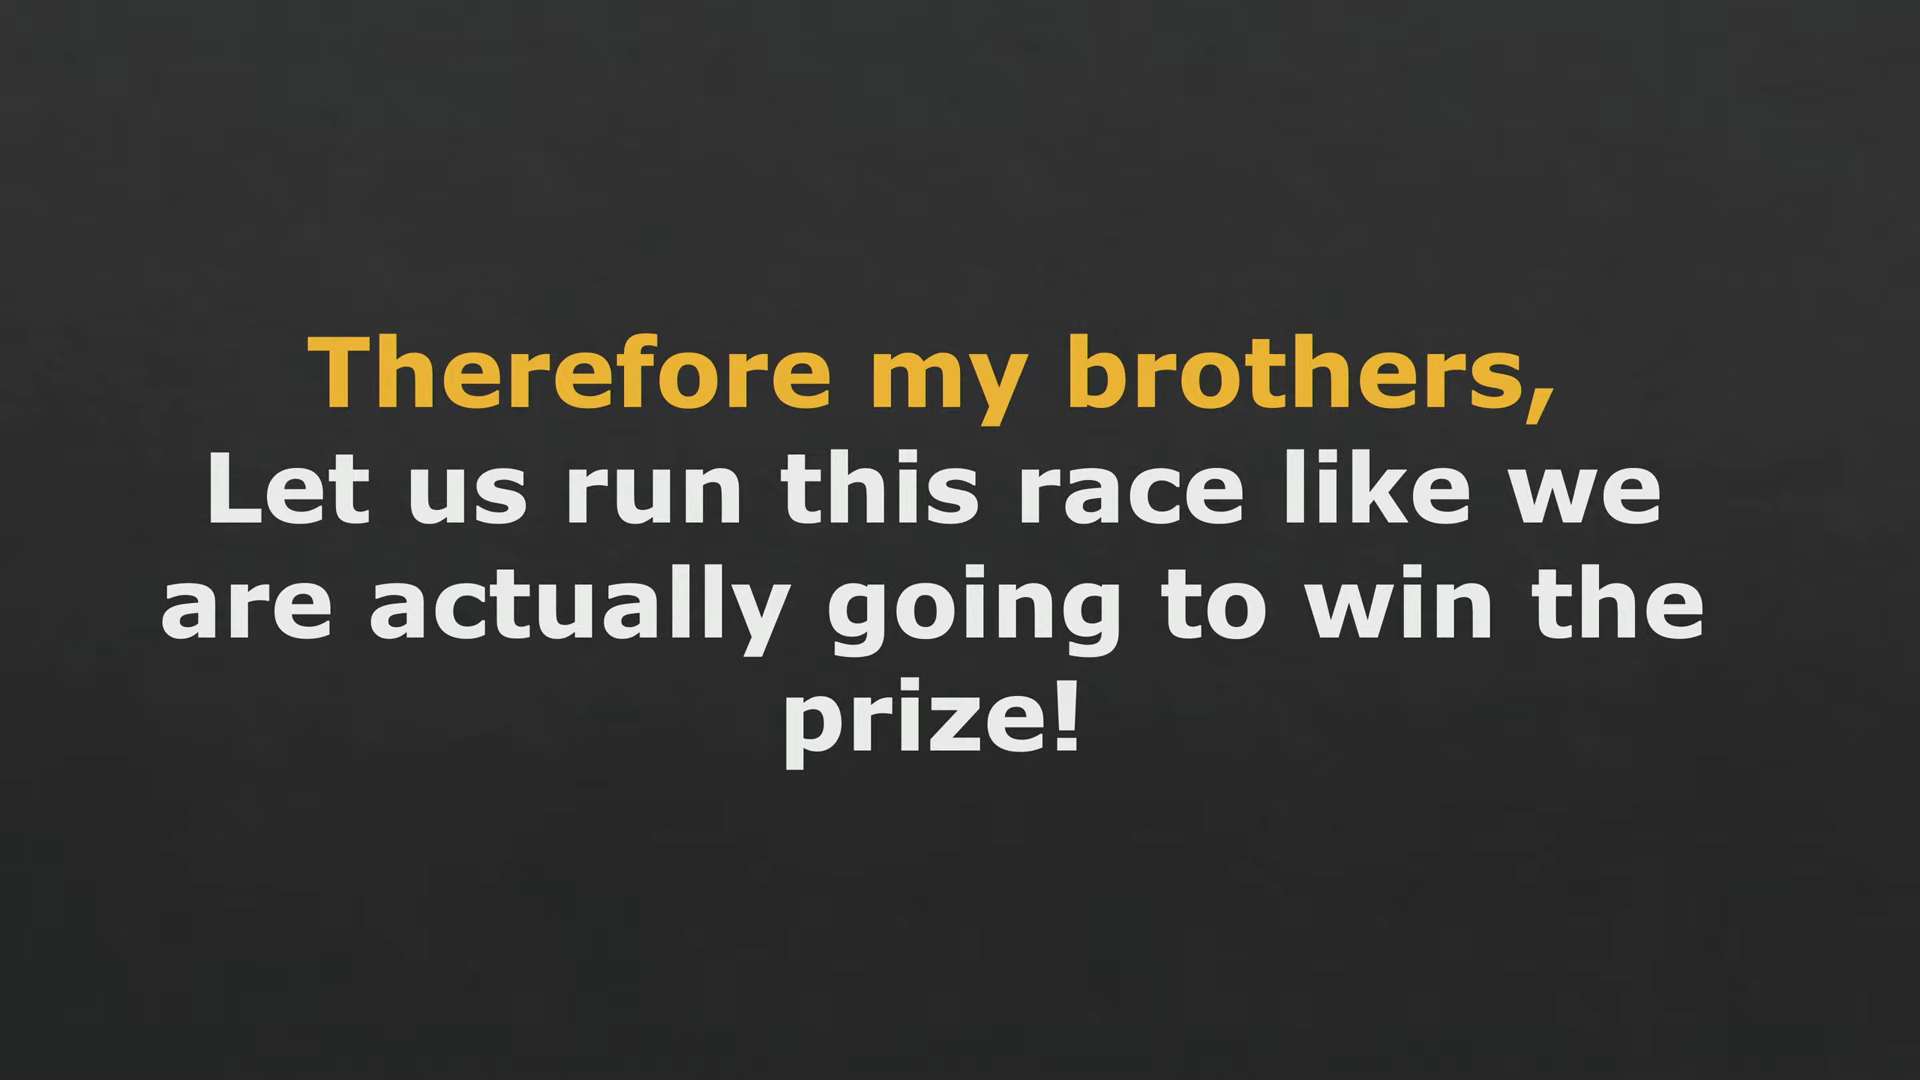 Therefore my brothers,
Let us run this race like we
are actually going to win the
prize!